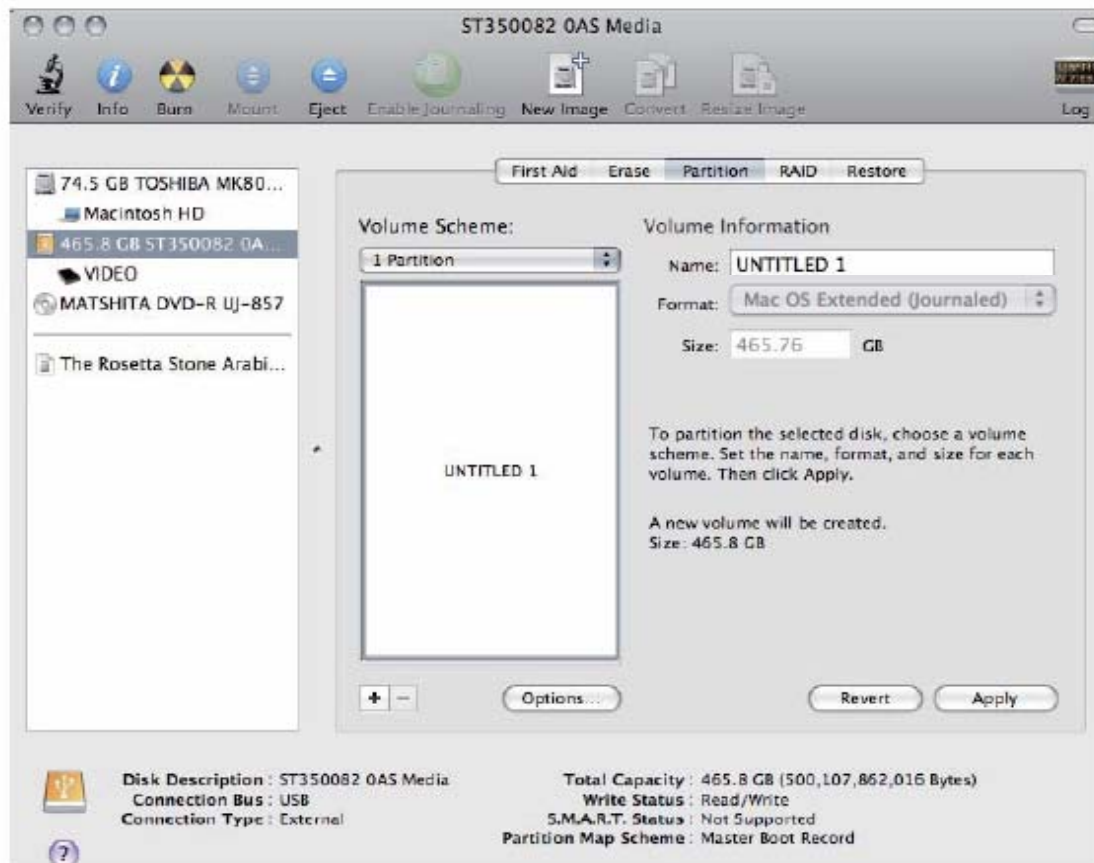 ST350082 0AS Media
Verify Info Burn Mount Eject Enable Journaling New Image Convert Resize Image Log
First Aid Erase Partition RAID Restore
74.5 GB TOSHIBA MK80...
Macintosh HD
465.8 GB ST350082 0A...
VIDEO
MATSHITA DVD-R UJ-857
The Rosetta Stone Arabi...
Volume Scheme:
1 Partition
UNTITLED 1
+ −
Options...
Volume Information
Name: UNTITLED 1
Format: Mac OS Extended (Journaled)
Size: 465.76 GB
To partition the selected disk, choose a volume
scheme. Set the name, format, and size for each
volume. Then click Apply.
A new volume will be created.
Size: 465.8 GB
Revert Apply
Disk Description : ST350082 0AS Media
Connection Bus : USB
Connection Type : External
Total Capacity : 465.8 GB (500,107,862,016 Bytes)
Write Status : Read/Write
S.M.A.R.T. Status : Not Supported
Partition Map Scheme : Master Boot Record
?